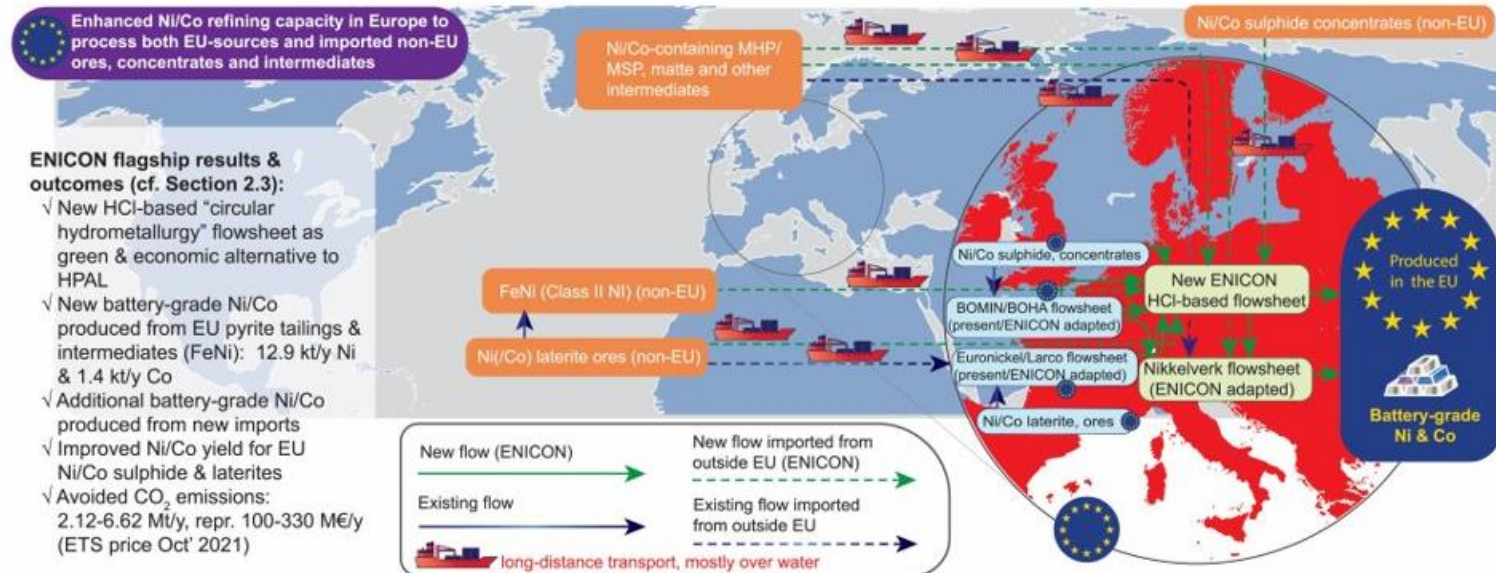 Enhanced Ni/Co refining capacity in Europe to
process both EU-sources and imported non-EU
ores, concentrates and intermediates
Ni/Co-containing MHP/
MSP, matte and other
intermediates
Ni/Co sulphide concentrates (non-EU)
ENICON flagship results &
outcomes (cf. Section 2.3):
√ New HCl-based “circular
hydrometallurgy” flowsheet as
green & economic alternative to
HPAL
√ New battery-grade Ni/Co
produced from EU pyrite tailings &
intermediates (FeNi): 12.9 kt/y Ni
& 1.4 kt/y Co
√ Additional battery-grade Ni/Co
produced from new imports
√ Improved Ni/Co yield for EU
Ni/Co sulphide & laterites
√ Avoided CO2 emissions:
2.12-6.62 Mt/y, repr. 100-330 M€/y
(ETS price Oct’ 2021)
FeNi (Class II NI) (non-EU)
Ni(/Co) laterite ores (non-EU)
Ni/Co sulphide, concentrates
BOMIN/BOHA flowsheet
(present/ENICON adapted)
Euronickel/Larco flowsheet
(present/ENICON adapted)
Ni/Co laterite, ores
New ENICON
HCl-based flowsheet
Nikkelverk flowsheet
(ENICON adapted)
Produced
in the EU
Battery-grade
Ni & Co
New flow (ENICON)
New flow imported from
outside EU (ENICON)
Existing flow
Existing flow imported
from outside EU
long-distance transport, mostly over water